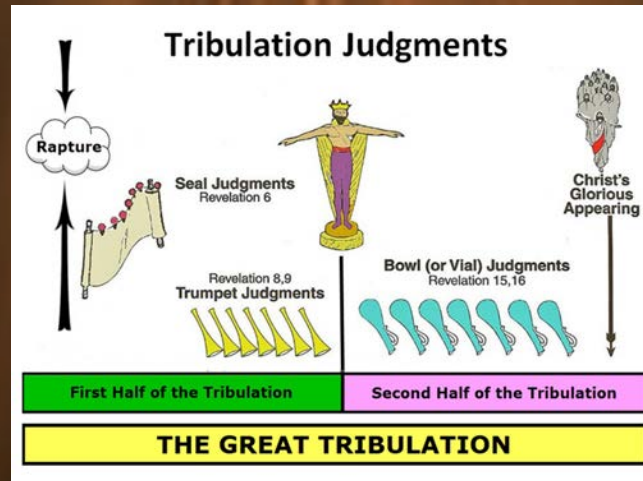 Tribulation Judgments
Rapture
Seal Judgments
Revelation 6
Revelation 8,9
Trumpet Judgments
Bowl (or Vial) Judgments
Revelation 15,16
Christ's
Glorious
Appearing
First Half of the Tribulation
Second Half of the Tribulation
THE GREAT TRIBULATION